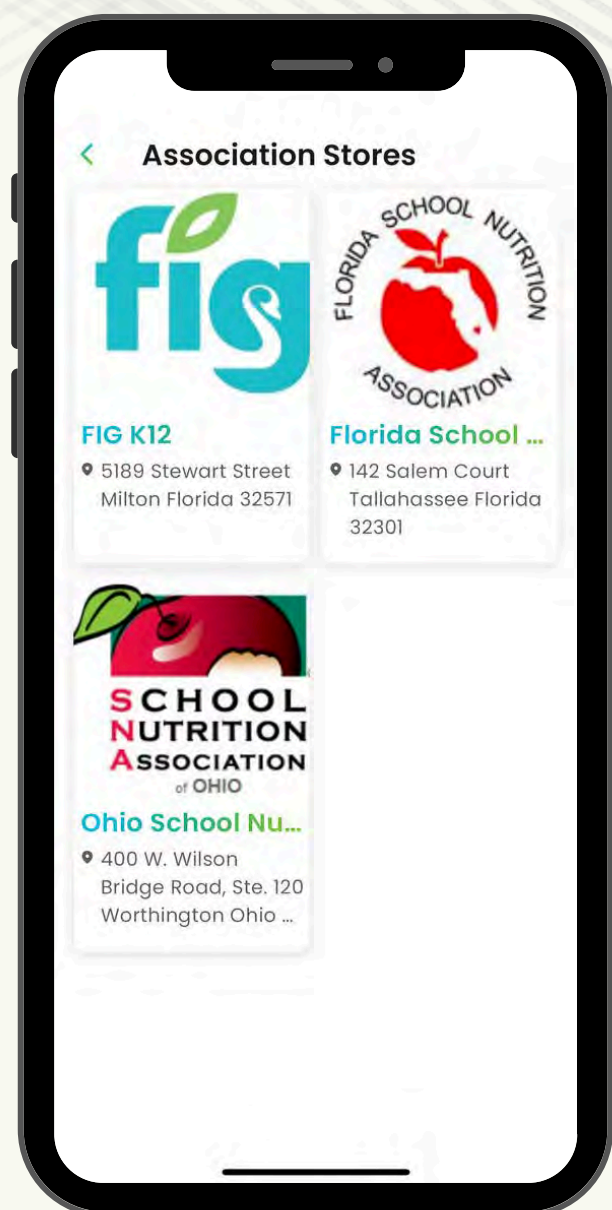 Association Stores
fig
FLORIDA SCHOOL NUTRITION
ASSOCIATION
FIG K12
5189 Stewart Street
Milton Florida 32571
Florida School ...
142 Salem Court
Tallahassee Florida
32301
SCHOOL
NUTRITION
ASSOCIATION
of OHIO
Ohio School Nu...
400 W. Wilson
Bridge Road, Ste. 120
Worthington Ohio ...